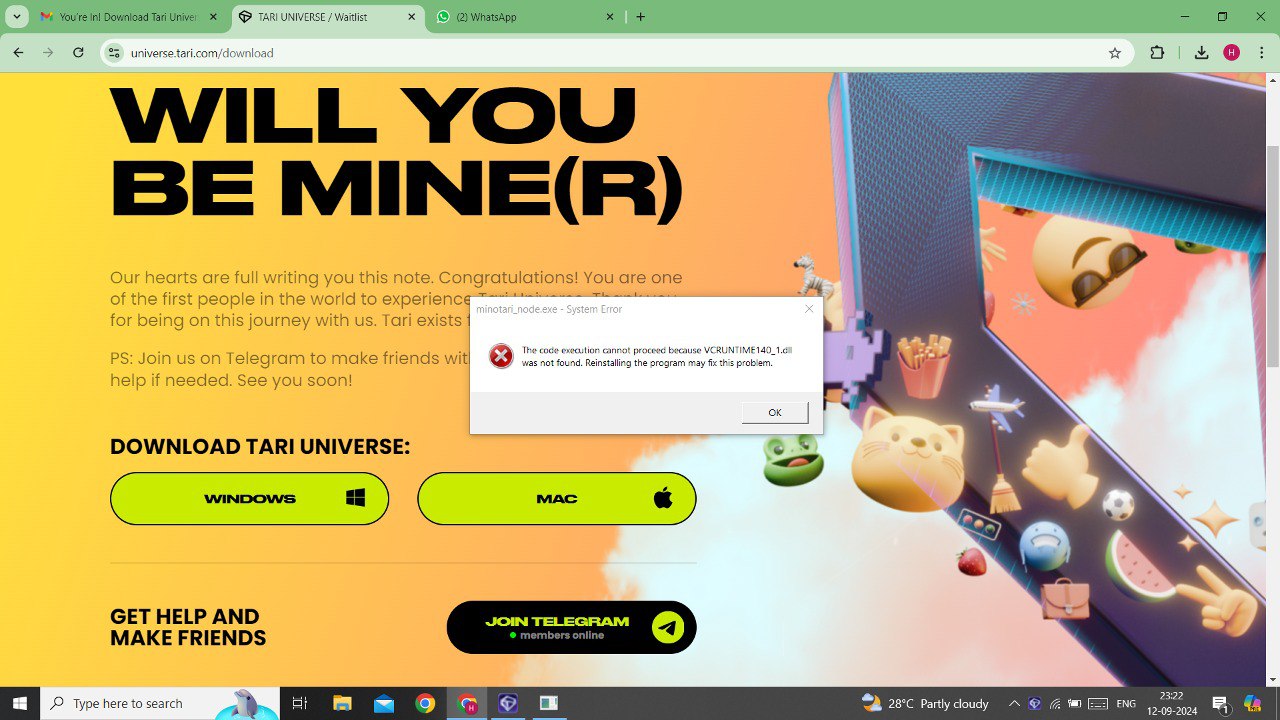 You're in! Download Tari Univer
TARI UNIVERSE / Waitlist
(2) WhatsApp
universe.tari.com/download
H
WILL YOU
BE MINE(R)
Our hearts are full writing you this note. Congratulations! You are one
of the first people in the world to experience Tari Universe. Thank you
for being on this journey with us. Tari exists f
PS: Join us on Telegram to make friends with
help if needed. See you soon!
minotari_node.exe - System Error
The code execution cannot proceed because VCRUNTIME140_1.dll
was not found. Reinstalling the program may fix this problem.
OK
DOWNLOAD TARI UNIVERSE:
WINDOWS
MAC
GET HELP AND
MAKE FRIENDS
JOIN TELEGRAM
members online
Type here to search
H
28°C Partly cloudy
ENG
23:22
12-09-2024